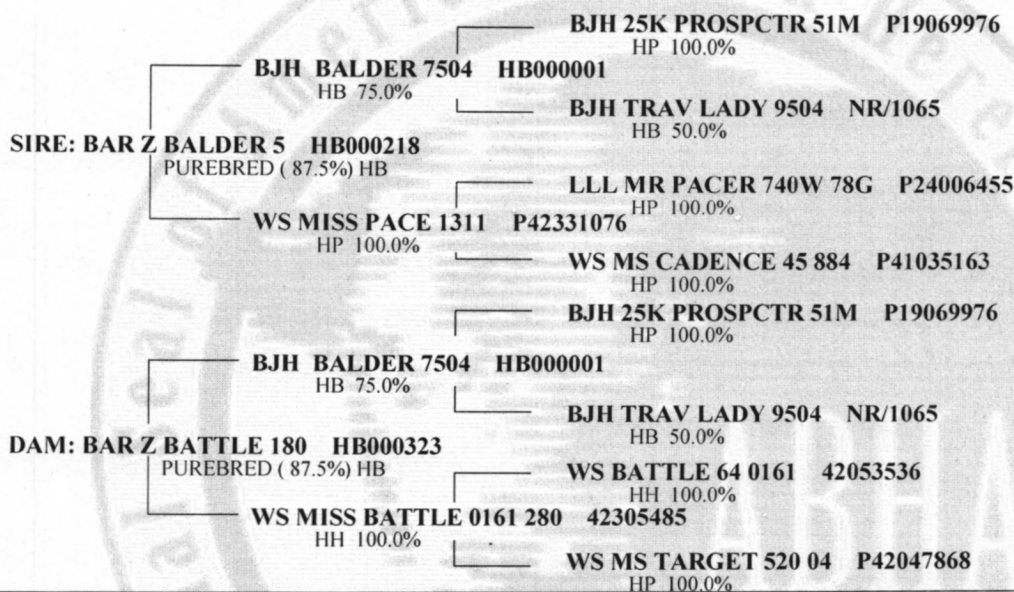 BJH 25K PROSPCTR 51M P19069976
HP 100.0%
BJH BALDER 7504 HB000001
HB 75.0%
BJH TRAV LADY 9504 NR/1065
HB 50.0%
SIRE: BAR Z BALDER 5 HB000218
PUREBRED ( 87.5%) HB
LLL MR PACER 740W 78G P24006455
HP 100.0%
WS MISS PACE 1311 P42331076
HP 100.0%
WS MS CADENCE 45 884 P41035163
HP 100.0%
BJH 25K PROSPCTR 51M P19069976
HP 100.0%
BJH BALDER 7504 HB000001
HB 75.0%
BJH TRAV LADY 9504 NR/1065
HB 50.0%
DAM: BAR Z BATTLE 180 HB000323
PUREBRED ( 87.5%) HB
WS BATTLE 64 0161 42053536
HH 100.0%
WS MISS BATTLE 0161 280 42305485
HH 100.0%
WS MS TARGET 520 04 P42047868
HP 100.0%
ABHA